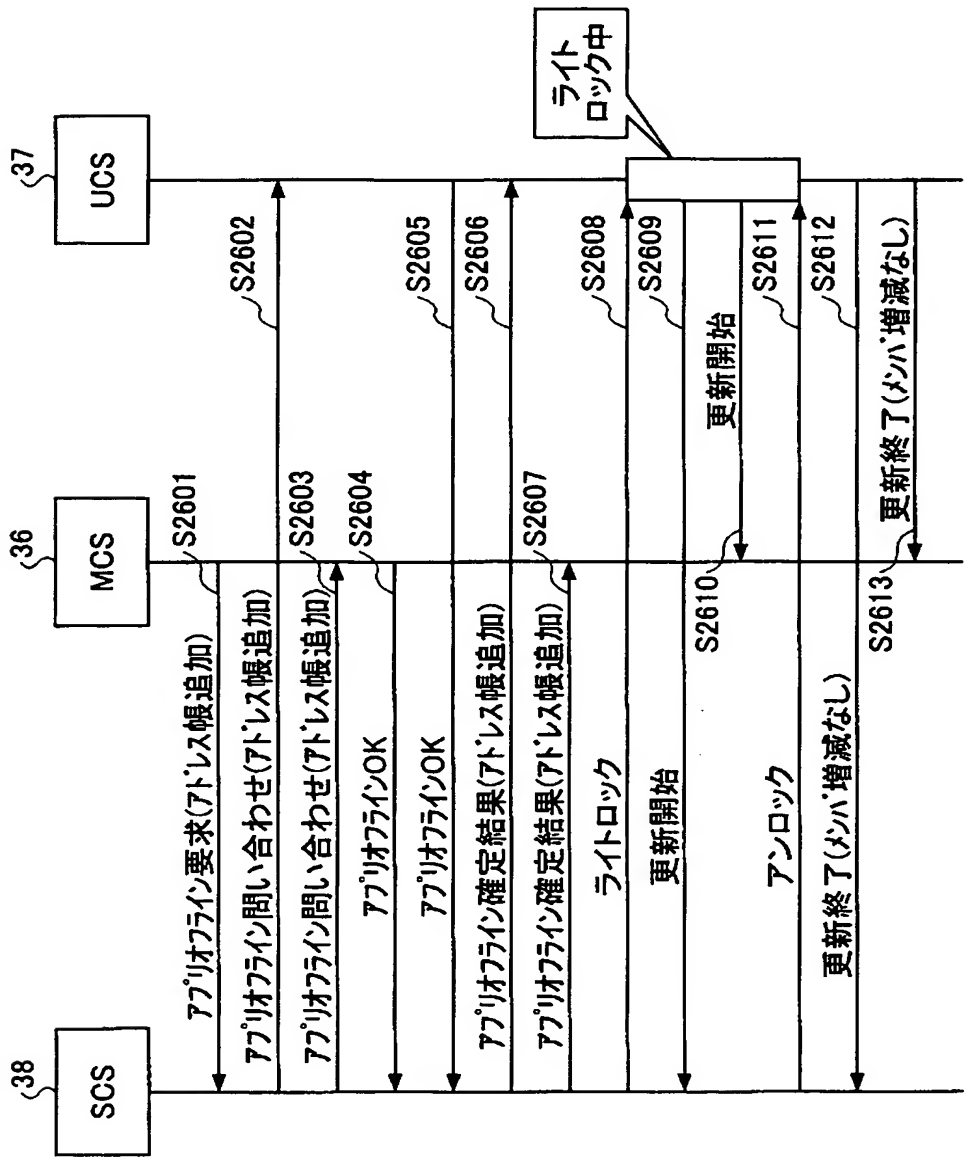 38
SCS
36
MCS
37
UCS
アプリオフライン要求(アドレス帳追加)
S2601
アプリオフライン問い合わせ(アドレス帳追加)
S2602
アプリオフライン問い合わせ(アドレス帳追加)
S2603
アプリオフラインOK
S2604
アプリオフラインOK
S2605
アプリオフライン確定結果(アドレス帳追加)
S2606
アプリオフライン確定結果(アドレス帳追加)
S2607
ライトロック
S2608
ライト
ロック中
更新開始
S2609
更新開始
S2610
アンロック
S2611
更新終了(メンバ増減なし)
S2612
更新終了(メンバ増減なし)
S2613